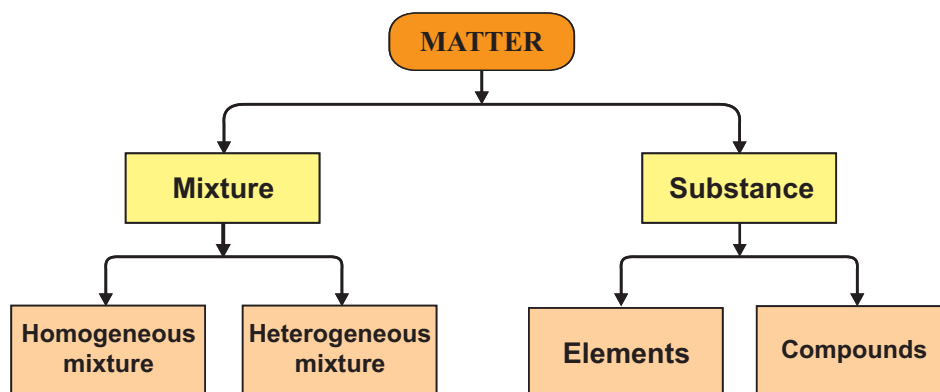 MATTER
Mixture
Substance
Homogeneous
mixture
Heterogeneous
mixture
Elements
Compounds